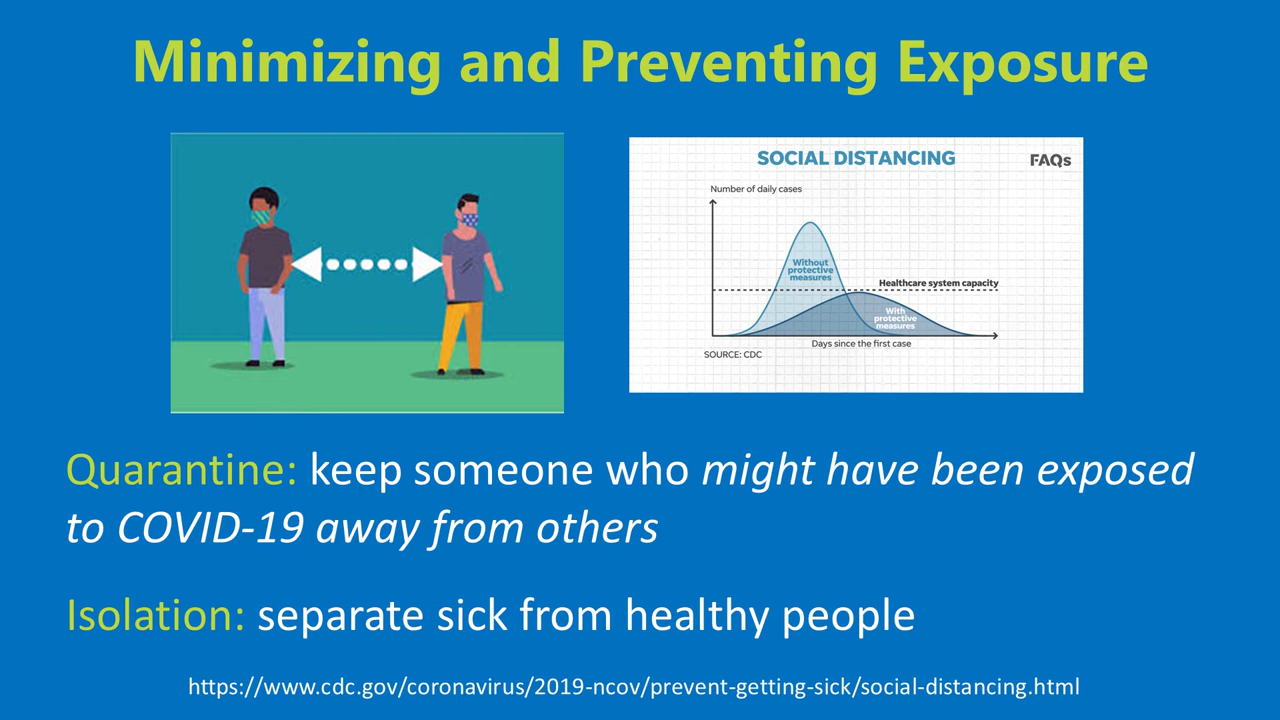 Minimizing and Preventing Exposure
SOCIAL DISTANCING
FAQs
Number of daily cases
Without
protective
measures
Healthcare system capacity
With
protective
measures
Days since the first case
SOURCE: CDC
Quarantine: keep someone who might have been exposed
to COVID-19 away from others
Isolation: separate sick from healthy people
https://www.cdc.gov/coronavirus/2019-ncov/prevent-getting-sick/social-distancing.html